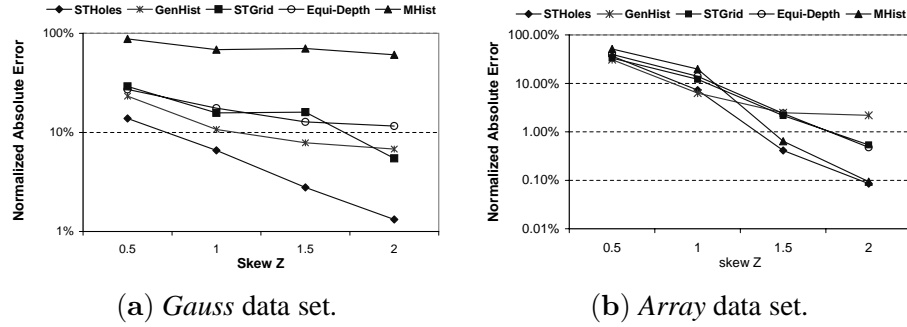 STHoles GenHist STGrid Equi-Depth MHist
Normalized Absolute Error
100%
10%
1%
0.5 1 1.5 2
Skew Z
(a) Gauss data set.
STHoles GenHist STGrid Equi-Depth MHist
Normalized Absolute Error
100.00%
10.00%
1.00%
0.10%
0.01%
0.5 1 1.5 2
skew Z
(b) Array data set.